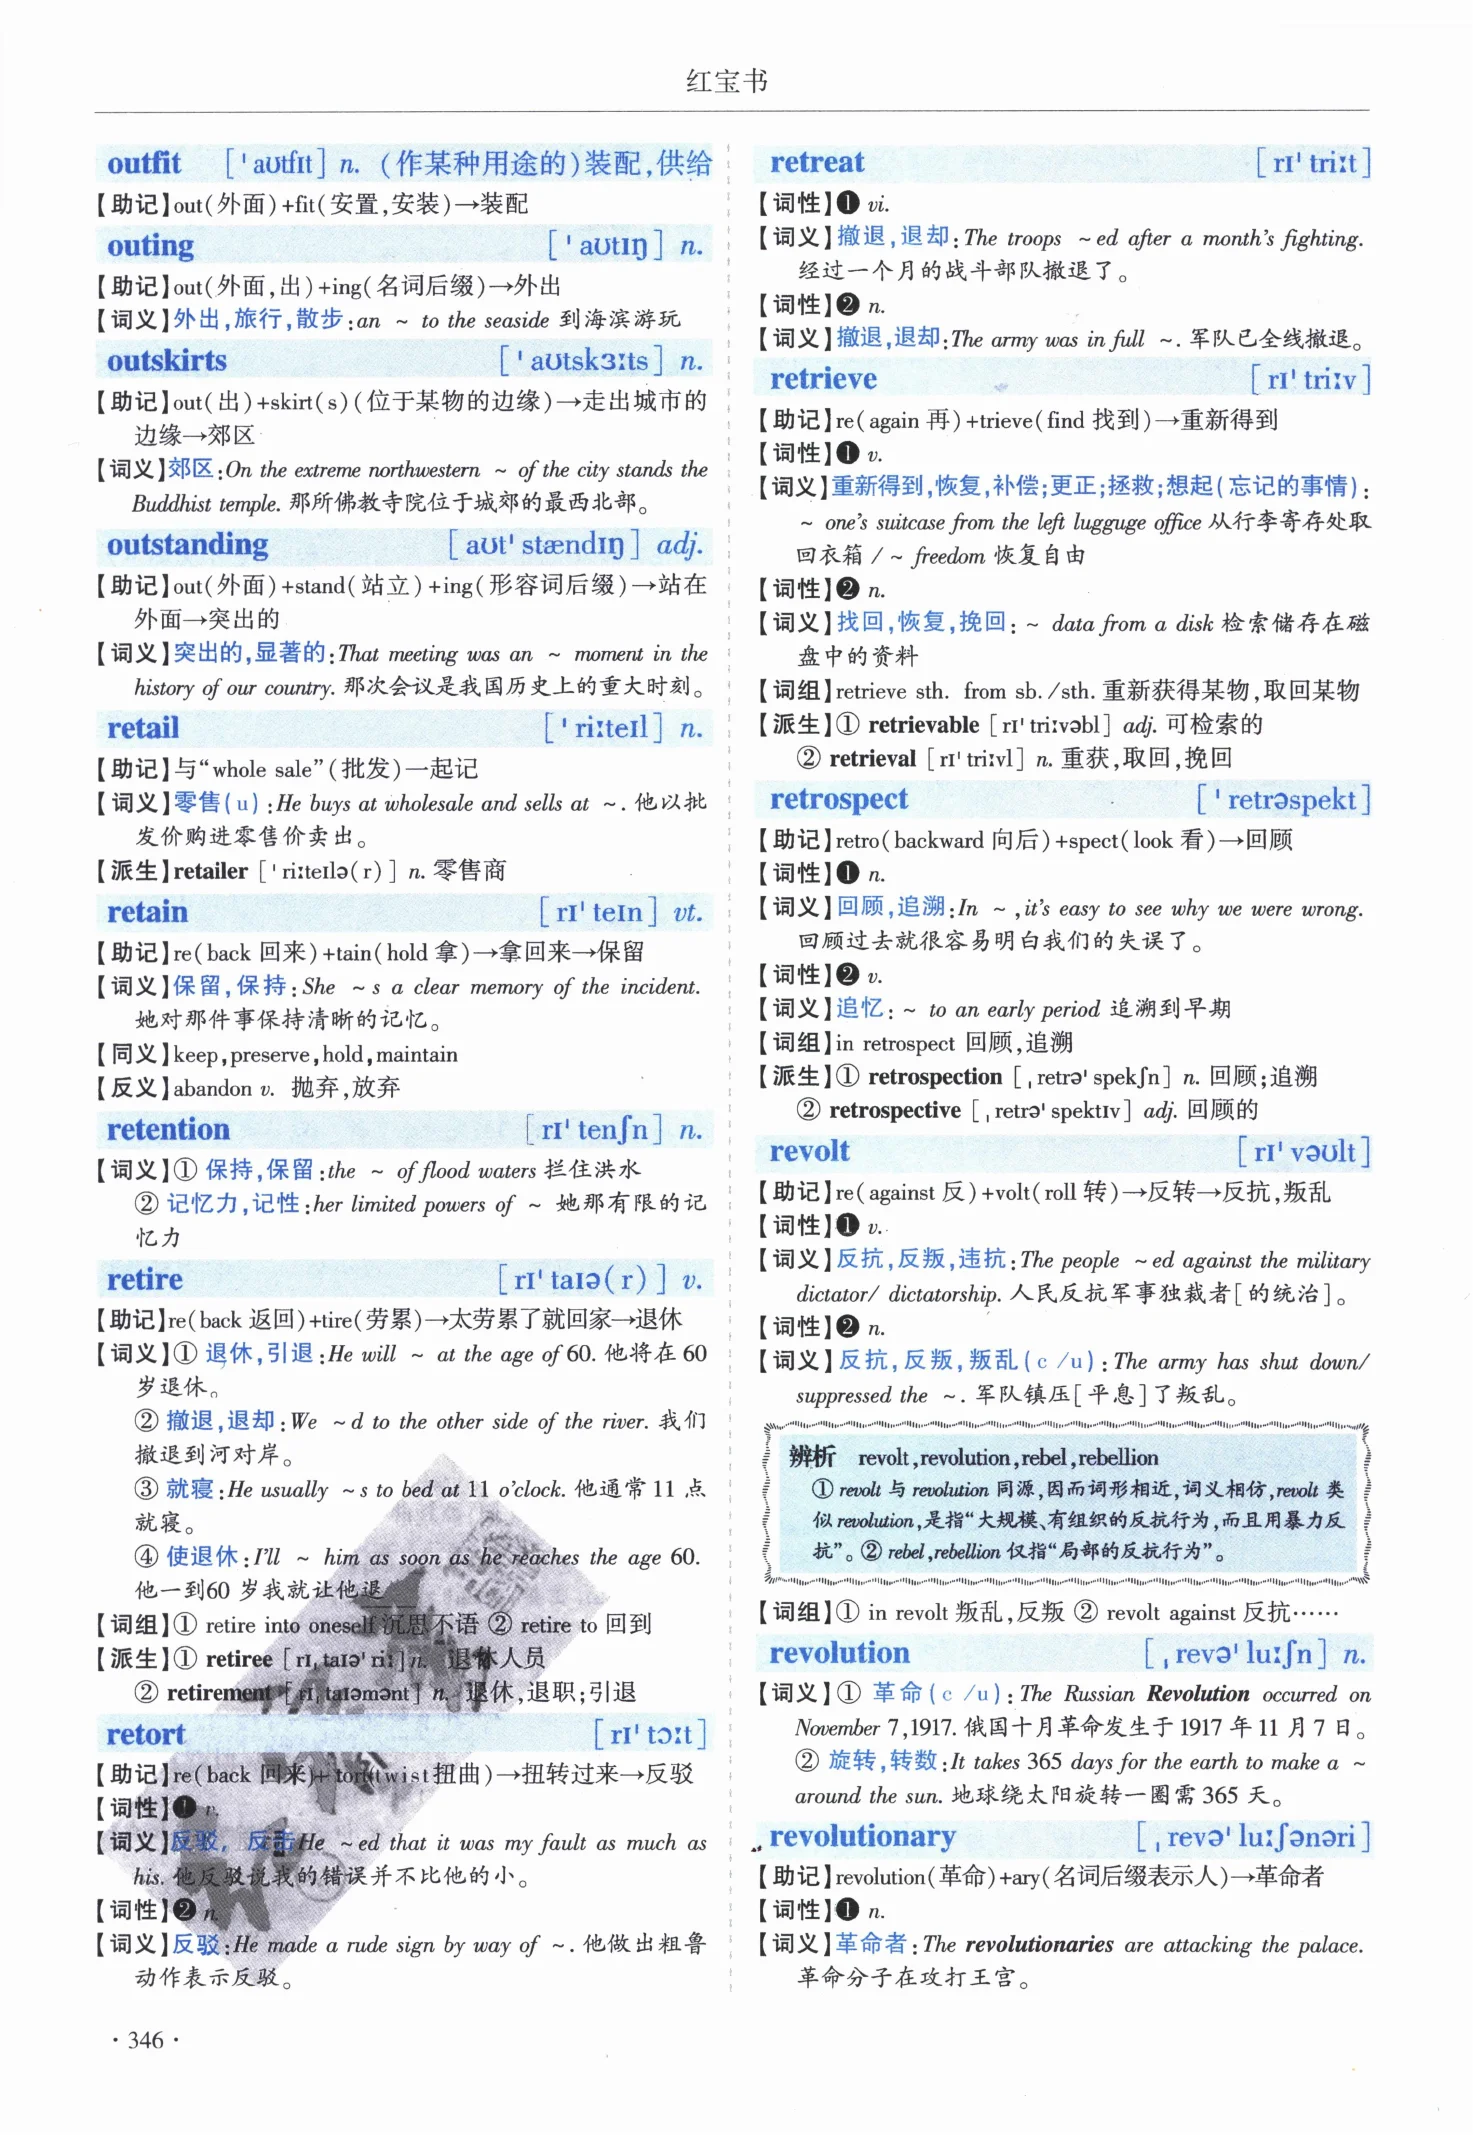 红宝书
outfit ['aʊtfɪt] n. (作某种用途的)装配,供给
【助记】out(外面)+fit(安置,安装)→装配
outing ['aʊtɪŋ] n.
【助记】out(外面,出)+ing(名词后缀)→外出
【词义】外出,旅行,散步:an ~ to the seaside 到海滨游玩
outskirts ['aʊtskɜːts] n.
【助记】out(出)+skirt(s)(位于某物的边缘)→走出城市的
边缘→郊区
【词义】郊区:On the extreme northwestern ~ of the city stands the
Buddhist temple. 那所佛教寺院位于城郊的最西北部。
outstanding [aʊt'stændɪŋ] adj.
【助记】out(外面)+stand(站立)+ing(形容词后缀)→站在
外面→突出的
【词义】突出的,显著的:That meeting was an ~ moment in the
history of our country. 那次会议是我国历史上的重大时刻。
retail ['riːteɪl] n.
【助记】与“whole sale”(批发)一起记
【词义】零售(u):He buys at wholesale and sells at ~. 他以批
发价购进零售价卖出。
【派生】retailer ['riːteɪlə(r)] n. 零售商
retain [rɪ'teɪn] vt.
【助记】re(back 回来)+tain(hold 拿)→拿回来→保留
【词义】保留,保持:She ~s a clear memory of the incident.
她对那件事保持清晰的记忆。
【同义】keep,preserve,hold,maintain
【反义】abandon v. 抛弃,放弃
retention [rɪ'tenʃn] n.
【词义】① 保持,保留:the ~ of flood waters 拦住洪水
② 记忆力,记性:her limited powers of ~ 她那有限的记
忆力
retire [rɪ'taɪə(r)] v.
【助记】re(back 返回)+tire(劳累)→太劳累了就回家→退休
【词义】① 退休,引退:He will ~ at the age of 60. 他将在 60
岁退休。
② 撤退,退却:We ~d to the other side of the river. 我们
撤退到河对岸。
③ 就寝:He usually ~s to bed at 11 o'clock. 他通常 11 点
就寝。
④ 使退休:I'll ~ him as soon as he reaches the age 60.
他一到60 岁我就让他退
【词组】① retire into oneself 沉思不语 ② retire to 回到
【派生】① retiree [rɪˌtaɪə'riː] n. 退休人员
② retirement [rɪˌtaɪəmənt] n. 退休,退职;引退
retort [rɪ'tɔːt]
【助记】re(back 回来)+tort(twist扭曲)→扭转过来→反驳
【词性】❶ v.
【词义】反驳,反击He ~ed that it was my fault as much as
his. 他反驳说我的错误并不比他的小。
【词性】❷ n.
【词义】反驳:He made a rude sign by way of ~. 他做出粗鲁
动作表示反驳。
· 346 ·
retreat [rɪ'triːt]
【词性】❶ vi.
【词义】撤退,退却:The troops ~ed after a month's fighting.
经过一个月的战斗部队撤退了。
【词性】❷ n.
【词义】撤退,退却:The army was in full ~. 军队已全线撤退。
retrieve [rɪ'triːv]
【助记】re(again 再)+trieve(find 找到)→重新得到
【词性】❶ v.
【词义】重新得到,恢复,补偿;更正;拯救;想起(忘记的事情):
~ one's suitcase from the left lugguge office 从行李寄存处取
回衣箱 / ~ freedom 恢复自由
【词性】❷ n.
【词义】找回,恢复,挽回: ~ data from a disk 检索储存在磁
盘中的资料
【词组】retrieve sth. from sb./sth. 重新获得某物,取回某物
【派生】① retrievable [rɪ'triːvəbl] adj. 可检索的
② retrieval [rɪ'triːvl] n. 重获,取回,挽回
retrospect ['retrəspekt]
【助记】retro(backward 向后)+spect(look 看)→回顾
【词性】❶ n.
【词义】回顾,追溯:In ~,it's easy to see why we were wrong.
回顾过去就很容易明白我们的失误了。
【词性】❷ v.
【词义】追忆: ~ to an early period 追溯到早期
【词组】in retrospect 回顾,追溯
【派生】① retrospection [ˌretrə'spekʃn] n. 回顾;追溯
② retrospective [ˌretrə'spektɪv] adj. 回顾的
revolt [rɪ'vəʊlt]
【助记】re(against 反)+volt(roll 转)→反转→反抗,叛乱
【词性】❶ v.
【词义】反抗,反叛,违抗:The people ~ed against the military
dictator/ dictatorship. 人民反抗军事独裁者[的统治]。
【词性】❷ n.
【词义】反抗,反叛,叛乱(c /u):The army has shut down/
suppressed the ~. 军队镇压[平息]了叛乱。
辨析 revolt,revolution,rebel,rebellion
① revolt 与 revolution 同源,因而词形相近,词义相仿,revolt 类
似 revolution,是指“大规模、有组织的反抗行为,而且用暴力反
抗”。② rebel,rebellion 仅指“局部的反抗行为”。
【词组】① in revolt 叛乱,反叛 ② revolt against 反抗……
revolution [ˌrevə'luːʃn] n.
【词义】① 革命(c /u):The Russian Revolution occurred on
November 7,1917. 俄国十月革命发生于 1917 年 11 月 7 日。
② 旋转,转数:It takes 365 days for the earth to make a ~
around the sun. 地球绕太阳旋转一圈需 365 天。
revolutionary [ˌrevə'luːʃənəri]
【助记】revolution(革命)+ary(名词后缀表示人)→革命者
【词性】❶ n.
【词义】革命者:The revolutionaries are attacking the palace.
革命分子在攻打王宫。